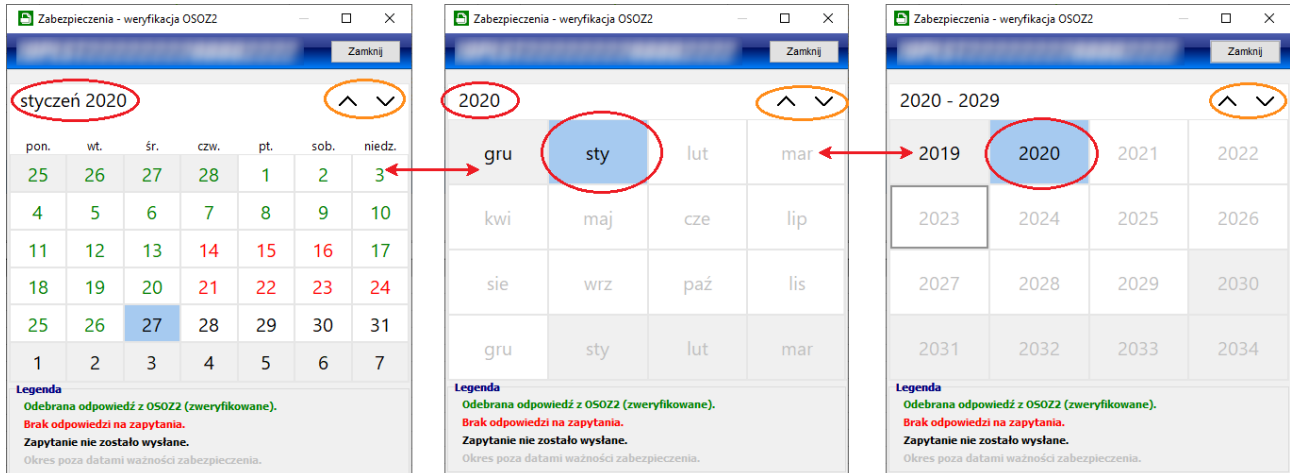 Zabezpieczenia - weryfikacja OSOZ2
Zamknij
styczeń 2020
pon. wt. śr. czw. pt. sob. niedz.
25 26 27 28 1 2 3
4 5 6 7 8 9 10
11 12 13 14 15 16 17
18 19 20 21 22 23 24
25 26 27 28 29 30 31
1 2 3 4 5 6 7
Legenda
Odebrana odpowiedź z OSOZ2 (zweryfikowane).
Brak odpowiedzi na zapytania.
Zapytanie nie zostało wysłane.
Okres poza datami ważności zabezpieczenia.
Zabezpieczenia - weryfikacja OSOZ2
Zamknij
2020
gru sty lut mar
kwi maj cze lip
sie wrz paź lis
gru sty lut mar
Legenda
Odebrana odpowiedź z OSOZ2 (zweryfikowane).
Brak odpowiedzi na zapytania.
Zapytanie nie zostało wysłane.
Okres poza datami ważności zabezpieczenia.
Zabezpieczenia - weryfikacja OSOZ2
Zamknij
2020 - 2029
2019 2020 2021 2022
2023 2024 2025 2026
2027 2028 2029 2030
2031 2032 2033 2034
Legenda
Odebrana odpowiedź z OSOZ2 (zweryfikowane).
Brak odpowiedzi na zapytania.
Zapytanie nie zostało wysłane.
Okres poza datami ważności zabezpieczenia.